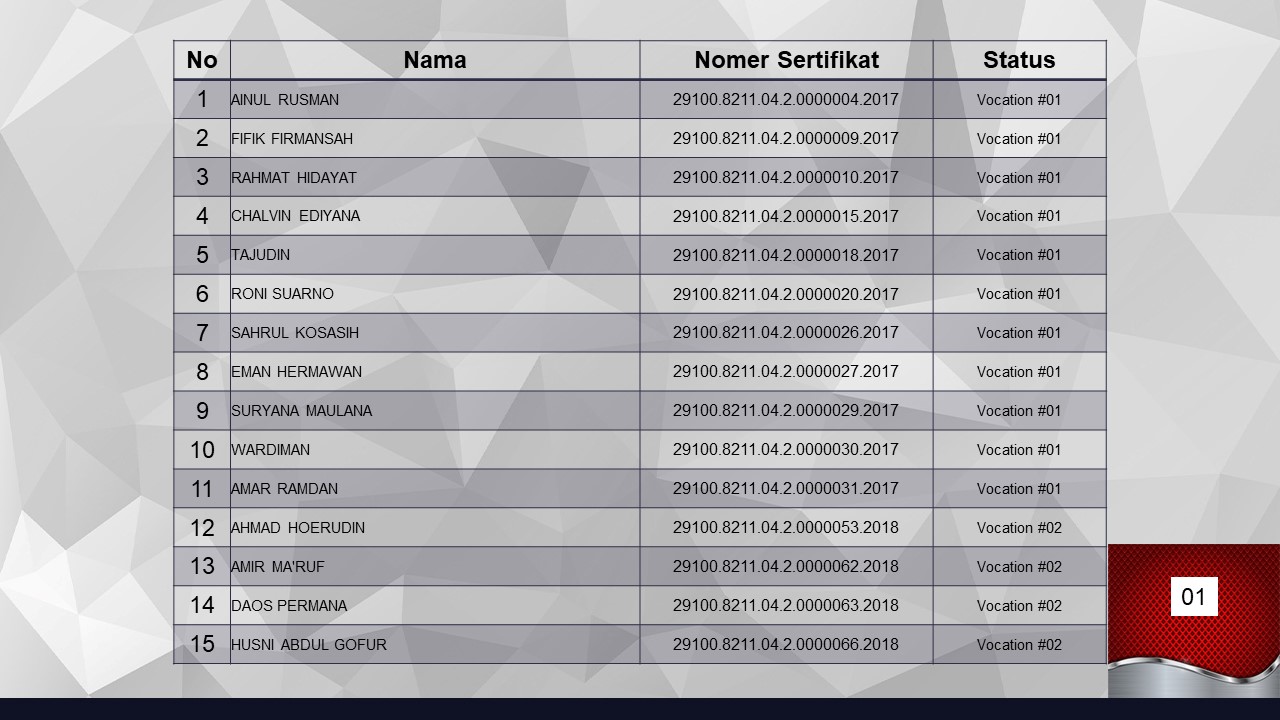 No Nama Nomer Sertifikat Status
1 AINUL RUSMAN 29100.8211.04.2.0000004.2017 Vocation #01
2 FIFIK FIRMANSAH 29100.8211.04.2.0000009.2017 Vocation #01
3 RAHMAT HIDAYAT 29100.8211.04.2.0000010.2017 Vocation #01
4 CHALVIN EDIYANA 29100.8211.04.2.0000015.2017 Vocation #01
5 TAJUDIN 29100.8211.04.2.0000018.2017 Vocation #01
6 RONI SUARNO 29100.8211.04.2.0000020.2017 Vocation #01
7 SAHRUL KOSASIH 29100.8211.04.2.0000026.2017 Vocation #01
8 EMAN HERMAWAN 29100.8211.04.2.0000027.2017 Vocation #01
9 SURYANA MAULANA 29100.8211.04.2.0000029.2017 Vocation #01
10 WARDIMAN 29100.8211.04.2.0000030.2017 Vocation #01
11 AMAR RAMDAN 29100.8211.04.2.0000031.2017 Vocation #01
12 AHMAD HOERUDIN 29100.8211.04.2.0000053.2018 Vocation #02
13 AMIR MA'RUF 29100.8211.04.2.0000062.2018 Vocation #02
14 DAOS PERMANA 29100.8211.04.2.0000063.2018 Vocation #02
15 HUSNI ABDUL GOFUR 29100.8211.04.2.0000066.2018 Vocation #02
01